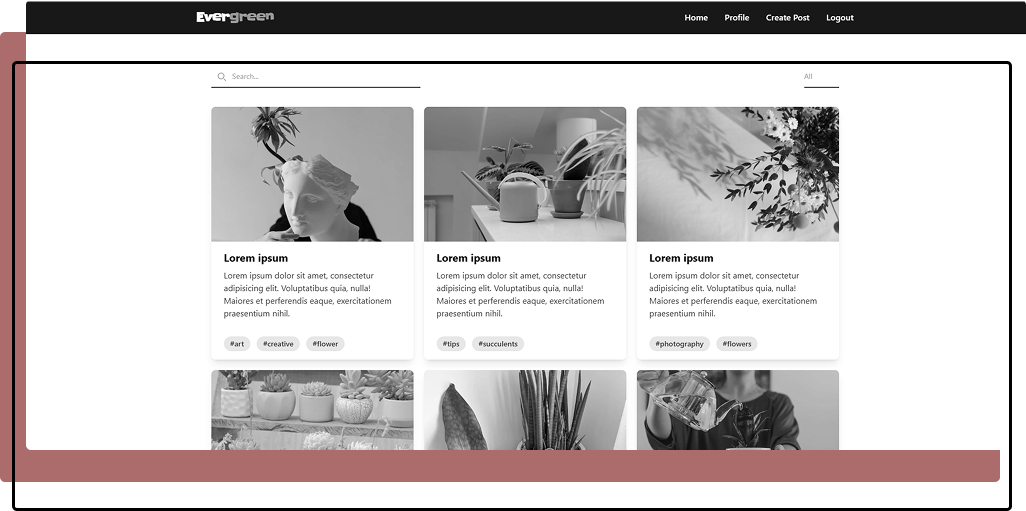 Evergreen
Home Profile Create Post Logout
Search...
All
Lorem ipsum
Lorem ipsum dolor sit amet, consectetur
adipisicing elit. Voluptatibus quia, nulla!
Maiores et perferendis eaque, exercitationem
praesentium nihil.
#art #creative #flower
Lorem ipsum
Lorem ipsum dolor sit amet, consectetur
adipisicing elit. Voluptatibus quia, nulla!
Maiores et perferendis eaque, exercitationem
praesentium nihil.
#tips #succulents
Lorem ipsum
Lorem ipsum dolor sit amet, consectetur
adipisicing elit. Voluptatibus quia, nulla!
Maiores et perferendis eaque, exercitationem
praesentium nihil.
#photography #flowers